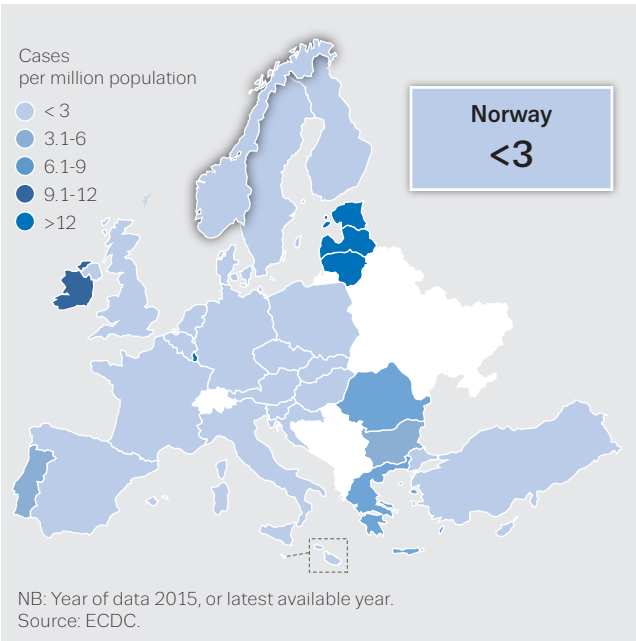 Cases
per million population
< 3
3.1-6
6.1-9
9.1-12
>12
Norway
<3
NB: Year of data 2015, or latest available year.
Source: ECDC.